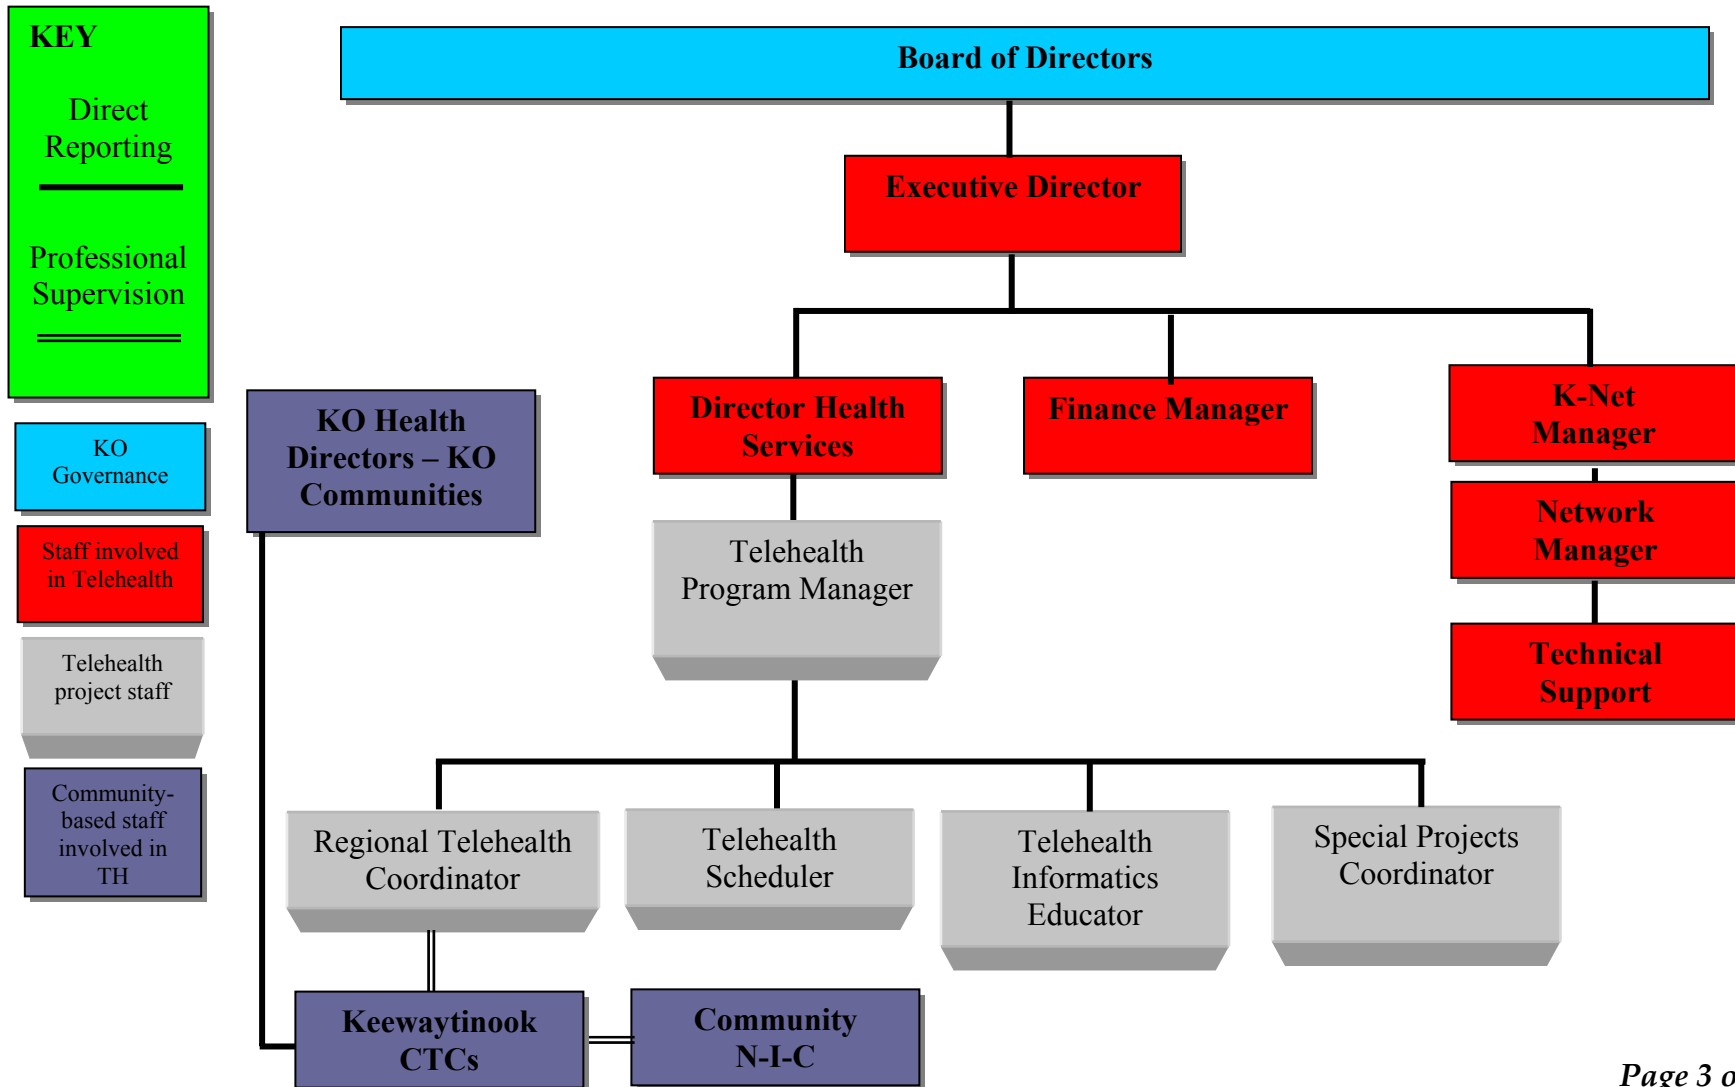 KEY
Direct
Reporting
Professional
Supervision
KO
Governance
Staff involved
in Telehealth
Telehealth
project staff
Community-
based staff
involved in
TH
Board of Directors
Executive Director
Director Health
Services
Finance Manager
K-Net
Manager
KO Health
Directors – KO
Communities
Network
Manager
Telehealth
Program Manager
Technical
Support
Regional Telehealth
Coordinator
Telehealth
Scheduler
Telehealth
Informatics
Educator
Special Projects
Coordinator
Keewaytinook
CTCs
Community
N-I-C
Page 3 o